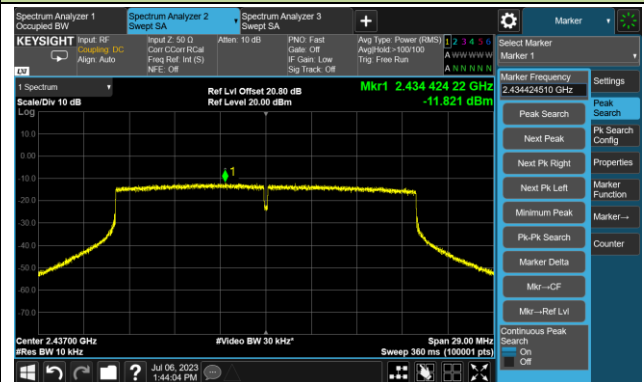 Spectrum Analyzer 1
Occupied BW
Spectrum Analyzer 2
Swept SA
Spectrum Analyzer 3
Swept SA
+
Marker
KEYSIGHT
Input: RF
Coupling: DC
Align: Auto
Input Z: 50 Ω
Corr CCorr RCal
Freq Ref: Int (S)
NFE: Off
Atten: 10 dB
PNO: Fast
Gate: Off
IF Gain: Low
Sig Track: Off
Avg Type: Power (RMS)
Avg|Hold:>100/100
Trig: Free Run
1 2 3 4 5 6
A W W W W W
A N N N N N
Select Marker
Marker 1
LXI
1 Spectrum
Scale/Div 10 dB
Log
Ref Lvl Offset 20.80 dB
Ref Level 20.00 dBm
Mkr1 2.434 424 22 GHz
-11.821 dBm
Marker Frequency
2.434424510 GHz
Peak Search
Next Peak
Next Pk Right
Next Pk Left
Minimum Peak
Pk-Pk Search
Marker Delta
Mkr→CF
Mkr→Ref Lvl
Continuous Peak
Search
On
Off
Settings
Peak
Search
Pk Search
Config
Properties
Marker
Function
Marker→
Counter
10.0
0.00
-10.0
-20.0
-30.0
-40.0
-50.0
-60.0
-70.0
1
Center 2.43700 GHz
#Res BW 10 kHz
#Video BW 30 kHz*
Span 29.00 MHz
Sweep 360 ms (100001 pts)
?
Jul 06, 2023
1:44:04 PM